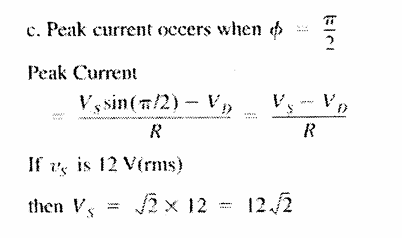 c. Peak current occers when ϕ = π/2
Peak Current
= V_S sin(π/2) − V_D / R = V_S − V_D / R
If v_S is 12 V(rms)
then V_S = √2 × 12 = 12√2